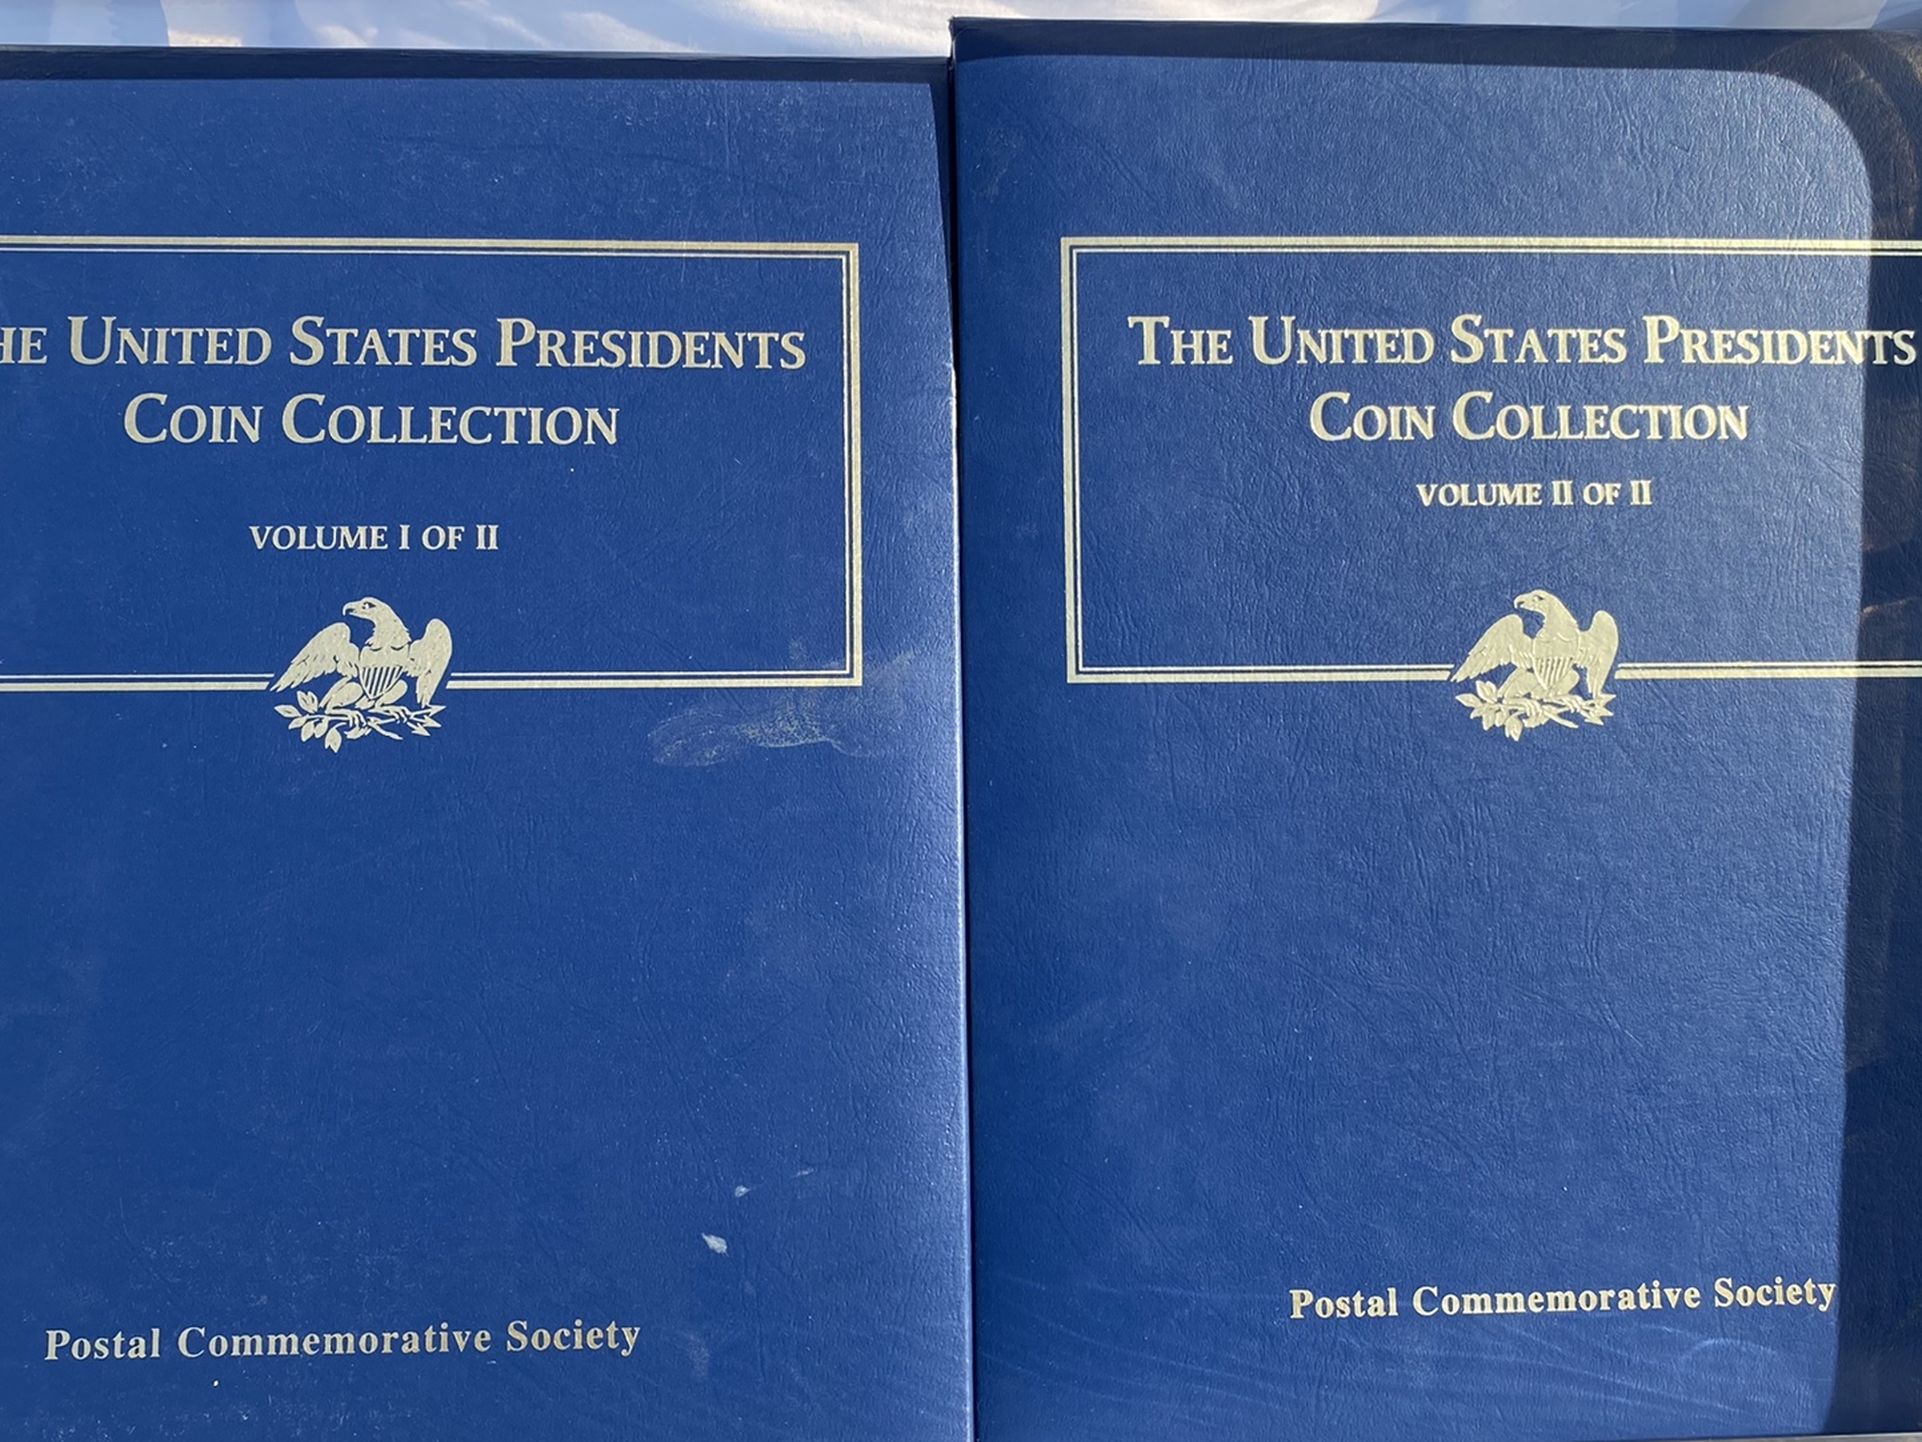 HE UNITED STATES PRESIDENTS
COIN COLLECTION
VOLUME I OF II
Postal Commemorative Society
THE UNITED STATES PRESIDENTS
COIN COLLECTION
VOLUME II OF II
Postal Commemorative Society